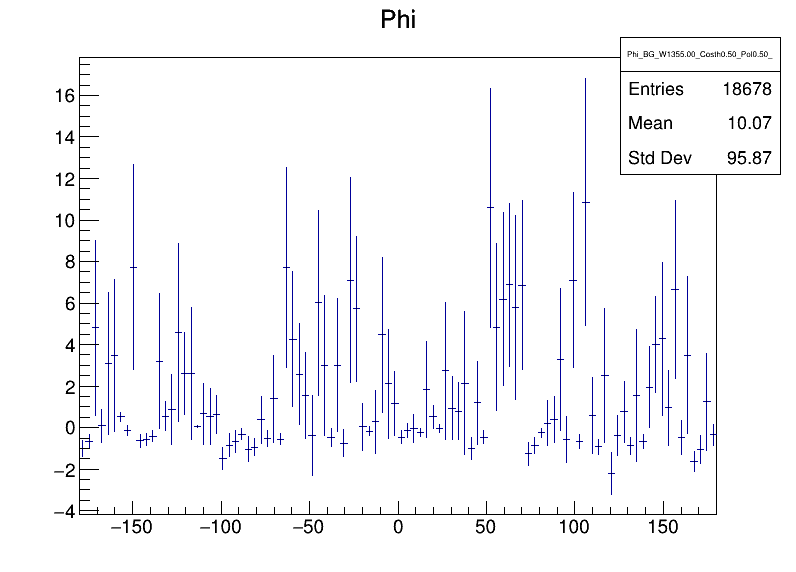 Phi
Phi_BG_W1355.00_Costh0.50_Pol0.50_
Entries 18678
Mean 10.07
Std Dev 95.87
16
14
12
10
8
6
4
2
0
−2
−4
−150 −100 −50 0 50 100 150